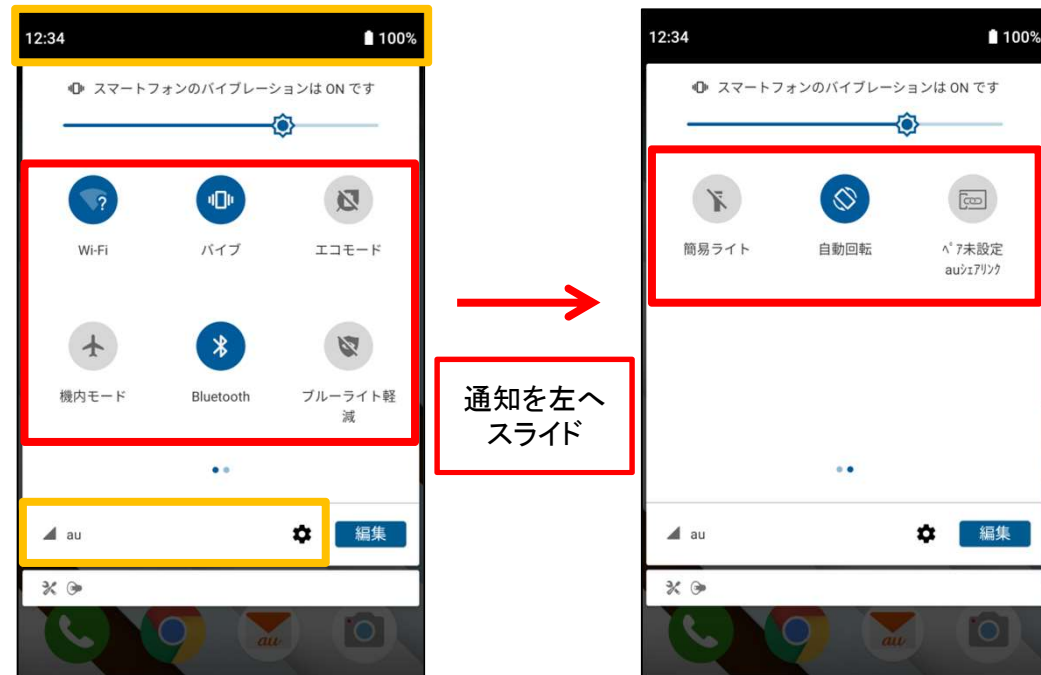 12:34 100%
スマートフォンのバイブレーションは ON です
Wi-Fi バイブ エコモード
機内モード Bluetooth ブルーライト軽
減
au 編集
au
通知を左へ
スライド
12:34 100%
スマートフォンのバイブレーションは ON です
簡易ライト 自動回転 ﾍﾟｱ未設定
auｼｪｱﾘﾝｸ
au 編集
au